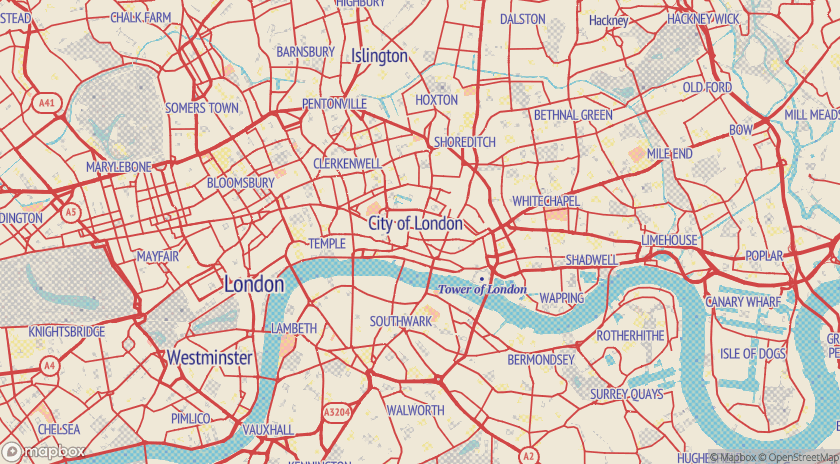 HIGHBURY
STEAD
CHALK FARM
DALSTON
Hackney
HACKNEY WICK
BARNSBURY
Islington
OLD FORD
A41
SOMERS TOWN
PENTONVILLE
HOXTON
BETHNAL GREEN
MILL MEADS
BOW
SHOREDITCH
MILE END
MARYLEBONE
CLERKENWELL
BLOOMSBURY
WHITECHAPEL
DINGTON
A5
City of London
TEMPLE
LIMEHOUSE
MAYFAIR
SHADWELL
POPLAR
London
Tower of London
WAPPING
CANARY WHARF
KNIGHTSBRIDGE
LAMBETH
SOUTHWARK
ROTHERHITHE
Westminster
BERMONDSEY
ISLE OF DOGS
A4
SURREY QUAYS
A3204
WALWORTH
PIMLICO
CHELSEA
VAUXHALL
mapbox
A2
KENNINGTON
HUGHE
© Mapbox © OpenStreetMap